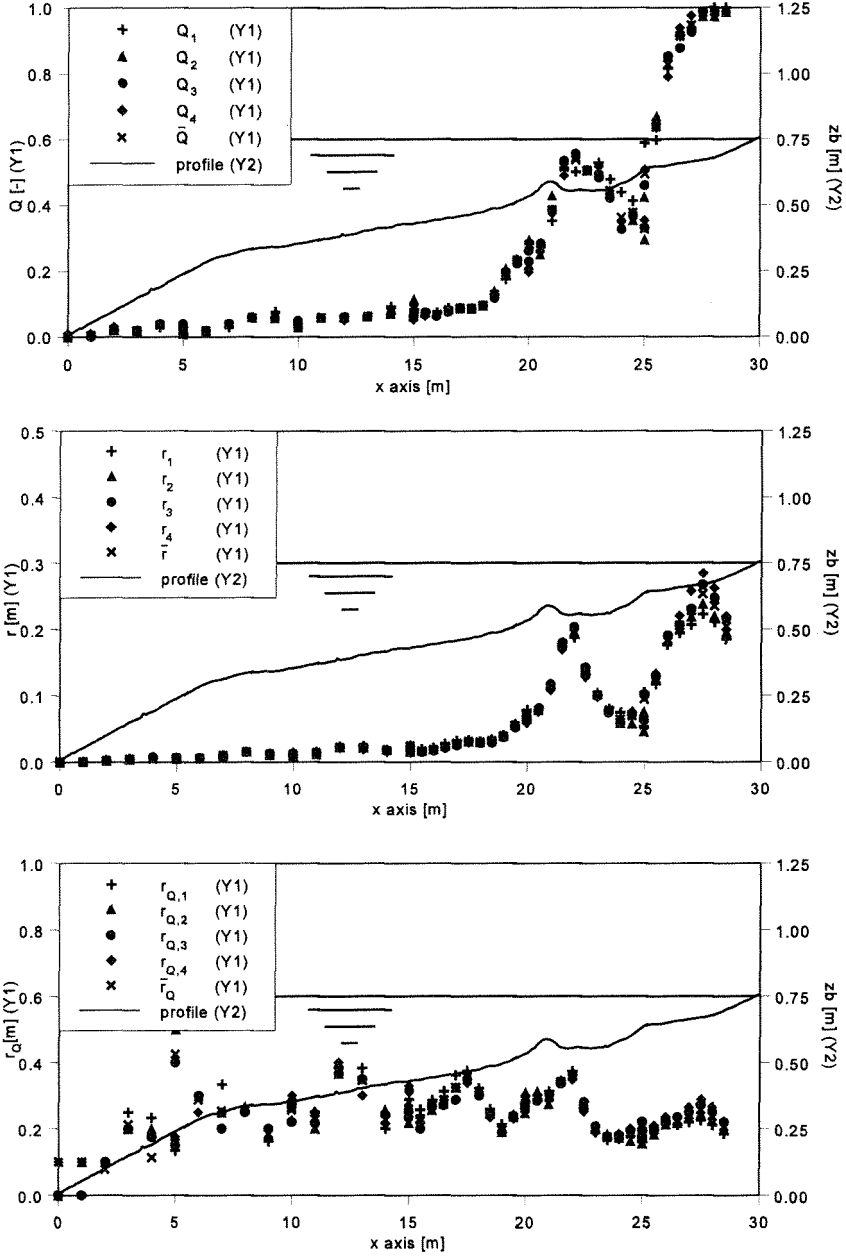 Q₁ (Y1)
Q₂ (Y1)
Q₃ (Y1)
Q₄ (Y1)
Q̄ (Y1)
profile (Y2)
Q [-] (Y1)
1.0
0.8
0.6
0.4
0.2
0.0
zb [m] (Y2)
1.25
1.00
0.75
0.50
0.25
0.00
0 5 10 15 20 25 30
x axis [m]
r₁ (Y1)
r₂ (Y1)
r₃ (Y1)
r₄ (Y1)
r̄ (Y1)
profile (Y2)
r [m] (Y1)
0.5
0.4
0.3
0.2
0.1
0.0
zb [m] (Y2)
1.25
1.00
0.75
0.50
0.25
0.00
0 5 10 15 20 25 30
x axis [m]
r_Q,1 (Y1)
r_Q,2 (Y1)
r_Q,3 (Y1)
r_Q,4 (Y1)
r̄_Q (Y1)
profile (Y2)
r_Q[m] (Y1)
1.0
0.8
0.6
0.4
0.2
0.0
zb [m] (Y2)
1.25
1.00
0.75
0.50
0.25
0.00
0 5 10 15 20 25 30
x axis [m]